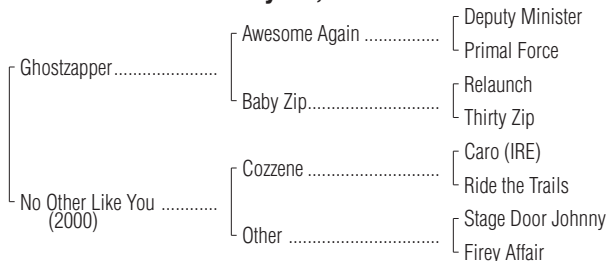 Deputy Minister
Awesome Again ................
Primal Force
Ghostzapper......................
Relaunch
Baby Zip............................
Thirty Zip
Caro (IRE)
Cozzene ............................
Ride the Trails
No Other Like You ............
(2000)
Stage Door Johnny
Other ................................
Firey Affair